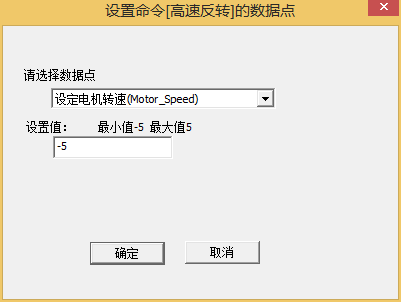 设置命令[高速反转]的数据点
请选择数据点
设定电机转速(Motor_Speed)
设置值： 最小值-5 最大值5
-5
确定 取消